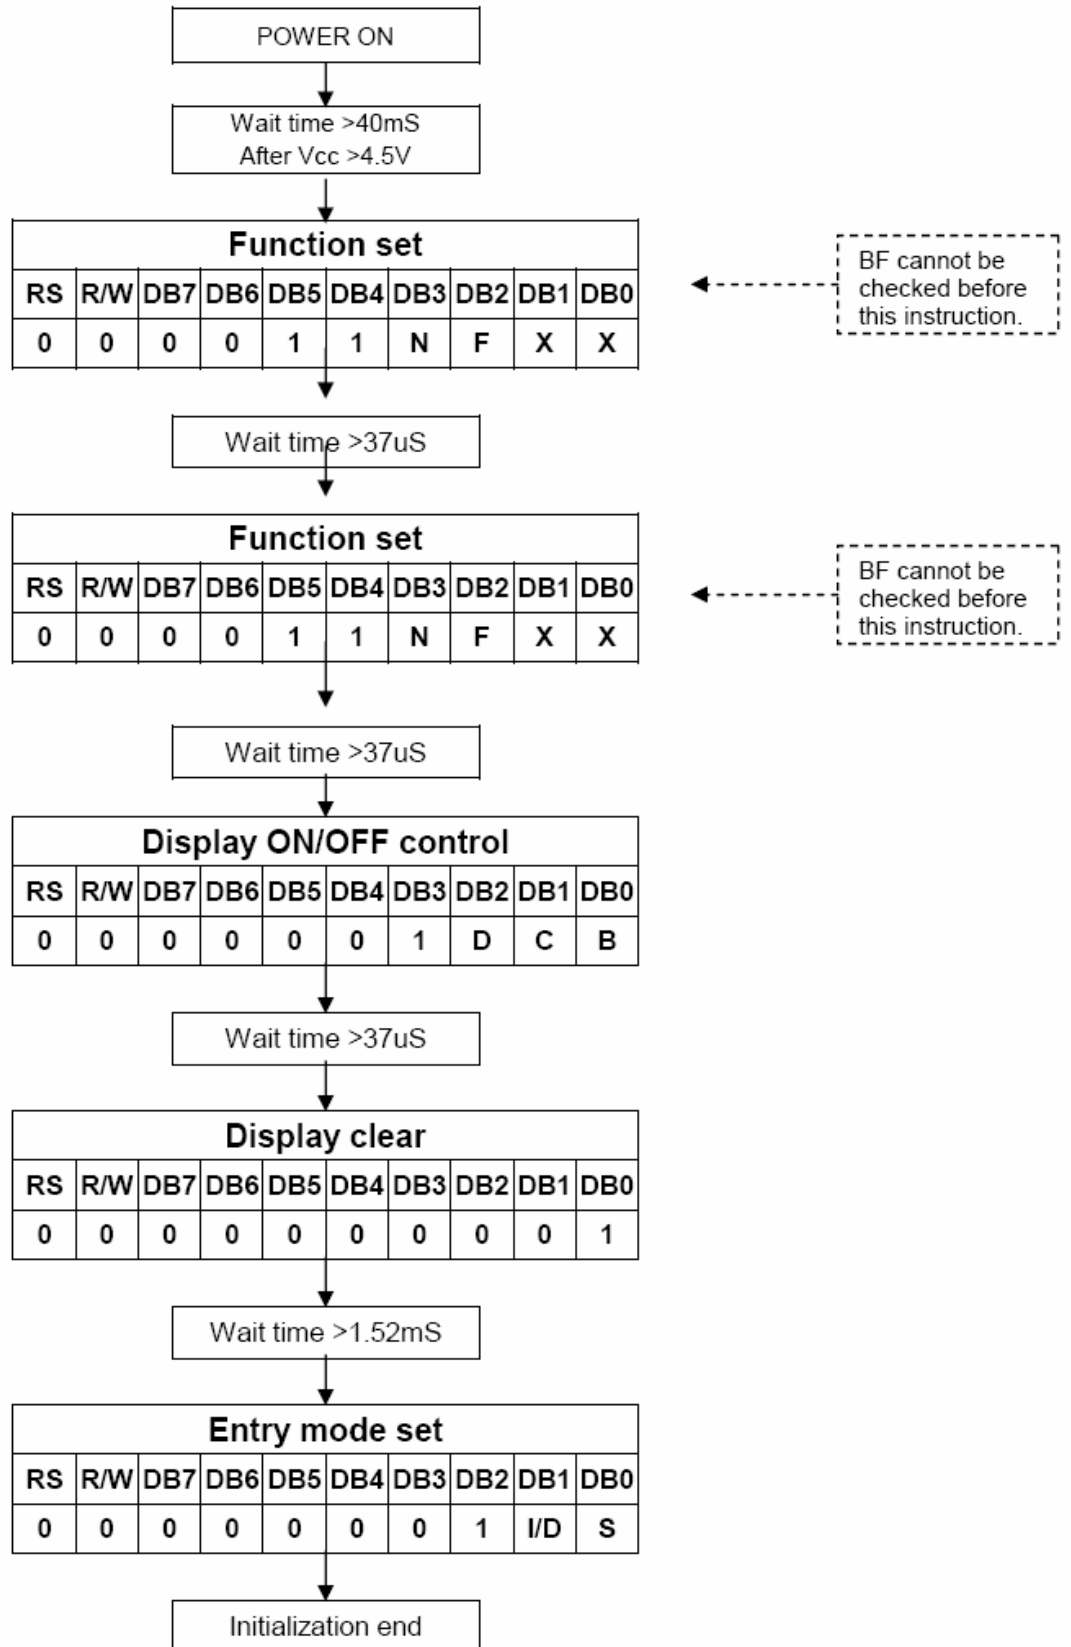 POWER ON
Wait time >40mS
After Vcc >4.5V
Function set
RS R/W DB7 DB6 DB5 DB4 DB3 DB2 DB1 DB0
0 0 0 0 1 1 N F X X
BF cannot be
checked before
this instruction.
Wait time >37uS
Function set
RS R/W DB7 DB6 DB5 DB4 DB3 DB2 DB1 DB0
0 0 0 0 1 1 N F X X
BF cannot be
checked before
this instruction.
Wait time >37uS
Display ON/OFF control
RS R/W DB7 DB6 DB5 DB4 DB3 DB2 DB1 DB0
0 0 0 0 0 0 1 D C B
Wait time >37uS
Display clear
RS R/W DB7 DB6 DB5 DB4 DB3 DB2 DB1 DB0
0 0 0 0 0 0 0 0 0 1
Wait time >1.52mS
Entry mode set
RS R/W DB7 DB6 DB5 DB4 DB3 DB2 DB1 DB0
0 0 0 0 0 0 0 1 I/D S
Initialization end